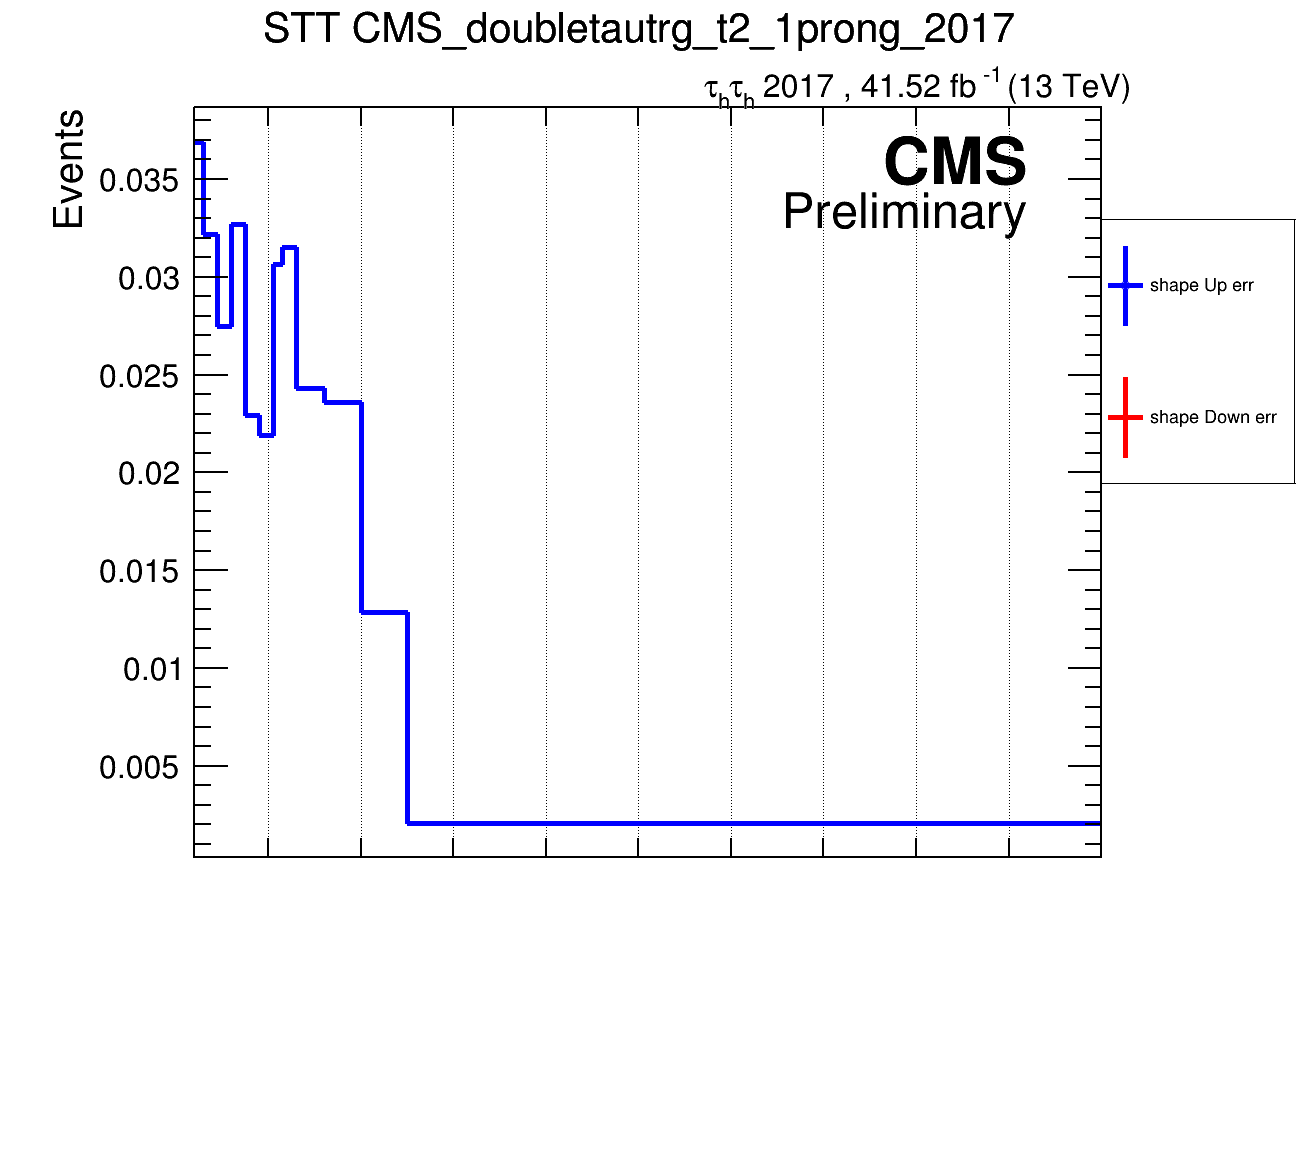 STT CMS_doubletautrg_t2_1prong_2017
τhτh 2017 , 41.52 fb -1 (13 TeV)
Events
CMS
Preliminary
0.035
0.03
0.025
0.02
0.015
0.01
0.005
shape Up err
shape Down err